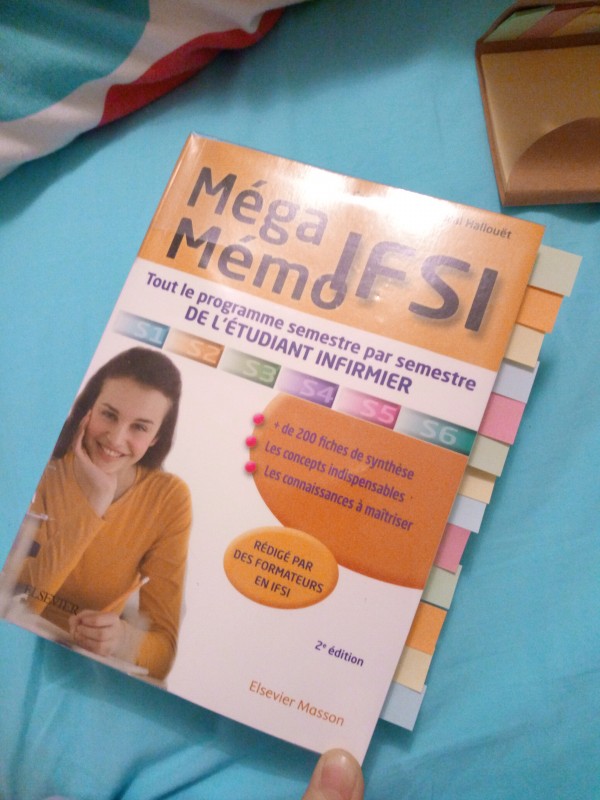 Hallouët
Méga
Mémo IFSI
Tout le programme semestre par semestre
DE L'ÉTUDIANT INFIRMIER
S1 S2 S3 S4 S5 S6
+ de 200 fiches de synthèse
Les concepts indispensables
Les connaissances à maîtriser
RÉDIGÉ PAR
DES FORMATEURS
EN IFSI
ELSEVIER
2e édition
Elsevier Masson